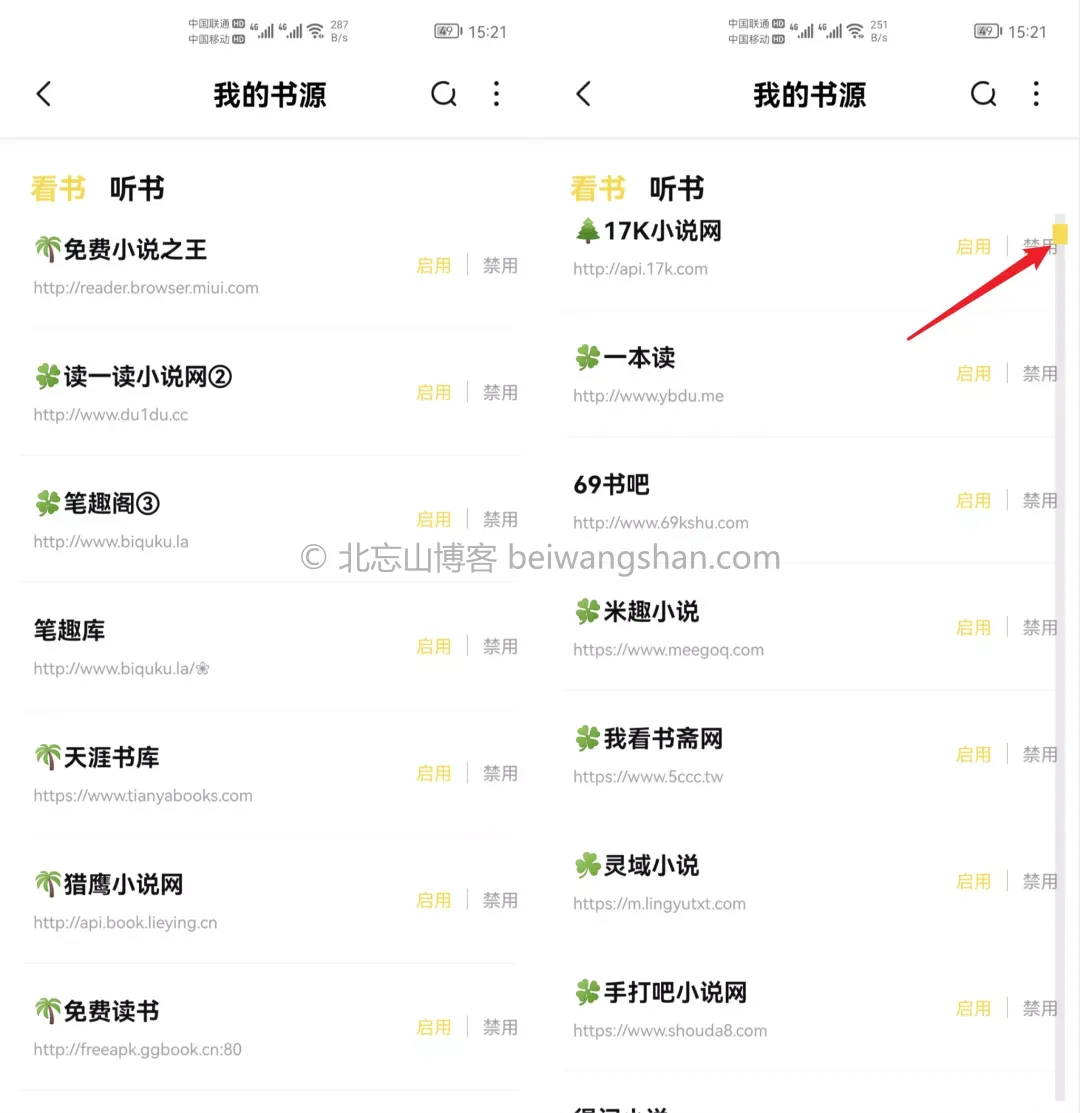 中国联通 HD 4G 4G 287 B/s 49 15:21
中国移动 HD
我的书源
看书 听书
🌴免费小说之王
启用 禁用
http://reader.browser.miui.com
🍀读一读小说网②
启用 禁用
http://www.du1du.cc
🍀笔趣阁③
启用 禁用
http://www.biquku.la
笔趣库
启用 禁用
http://www.biquku.la/❀
🌴天涯书库
启用 禁用
https://www.tianyabooks.com
🌴猎鹰小说网
启用 禁用
http://api.book.lieying.cn
🌴免费读书
启用 禁用
http://freeapk.ggbook.cn:80
中国联通 HD 4G 4G 251 B/s 49 15:21
中国移动 HD
我的书源
看书 听书
🌲17K小说网
启用 禁用
http://api.17k.com
🍀一本读
启用 禁用
http://www.ybdu.me
69书吧
启用 禁用
http://www.69kshu.com
🍀米趣小说
启用 禁用
https://www.meegoq.com
🍀我看书斋网
启用 禁用
https://www.5ccc.tw
☘️灵域小说
启用 禁用
https://m.lingyutxt.com
🍀手打吧小说网
启用 禁用
https://www.shouda8.com
© 北忘山博客 beiwangshan.com